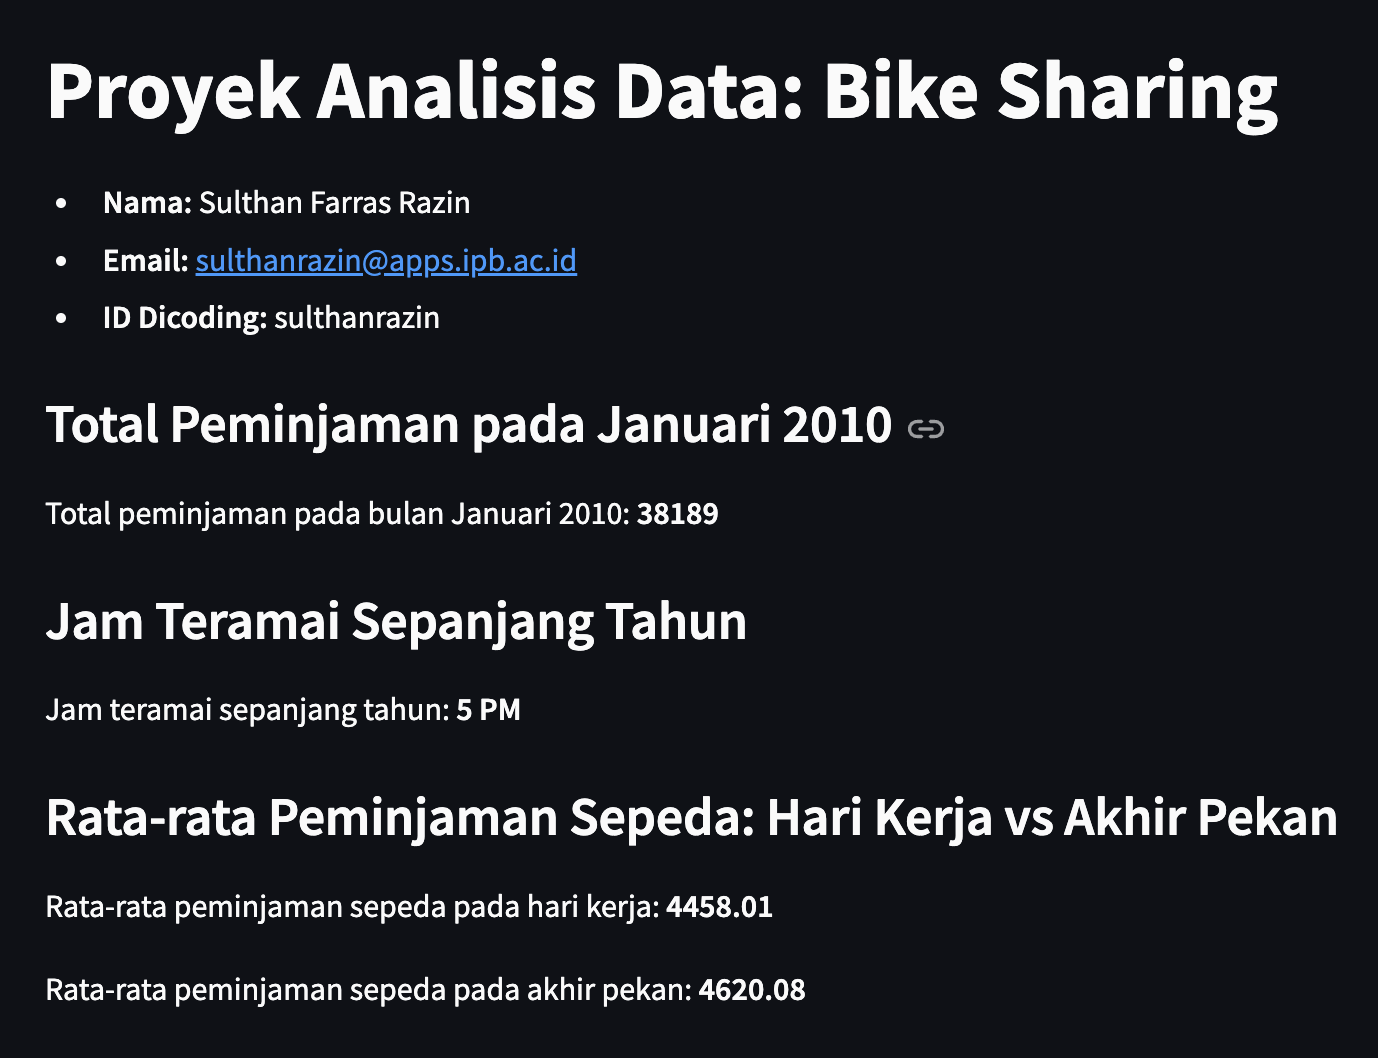 Proyek Analisis Data: Bike Sharing
• Nama: Sulthan Farras Razin
• Email: sulthanrazin@apps.ipb.ac.id
• ID Dicoding: sulthanrazin
Total Peminjaman pada Januari 2010
Total peminjaman pada bulan Januari 2010: 38189
Jam Teramai Sepanjang Tahun
Jam teramai sepanjang tahun: 5 PM
Rata-rata Peminjaman Sepeda: Hari Kerja vs Akhir Pekan
Rata-rata peminjaman sepeda pada hari kerja: 4458.01
Rata-rata peminjaman sepeda pada akhir pekan: 4620.08